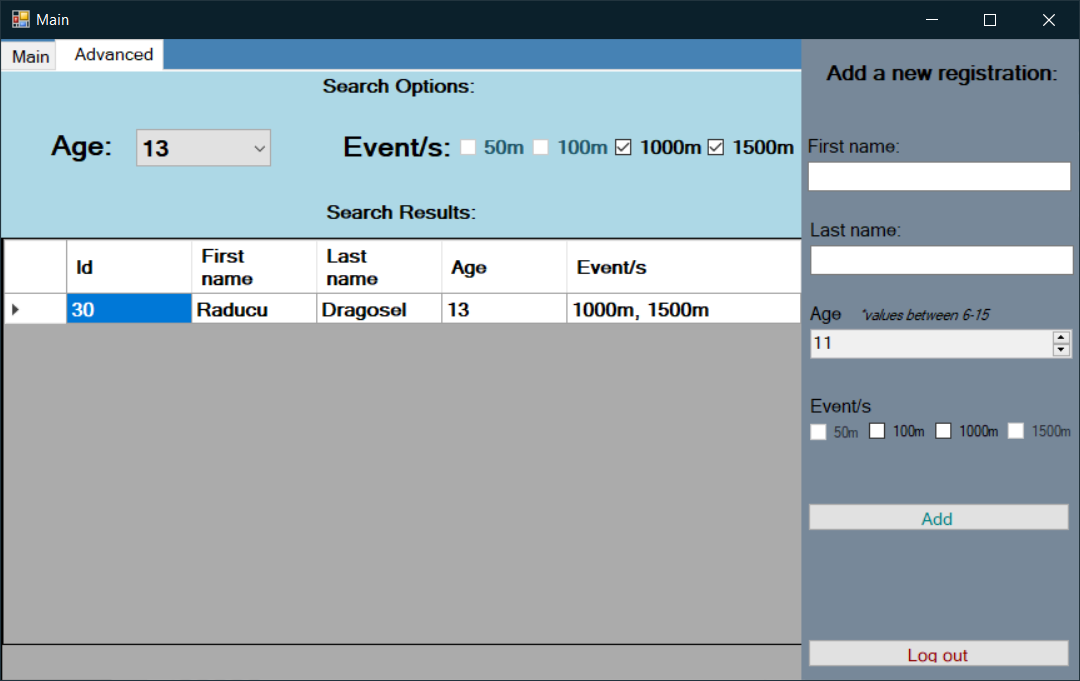 Main
Main Advanced
Search Options:
Age: 13 Event/s: 50m 100m 1000m 1500m
Search Results:
Id First name Last name Age Event/s
30 Raducu Dragosel 13 1000m, 1500m
Add a new registration:
First name:
Last name:
Age *values between 6-15
11
Event/s
50m 100m 1000m 1500m
Add
Log out